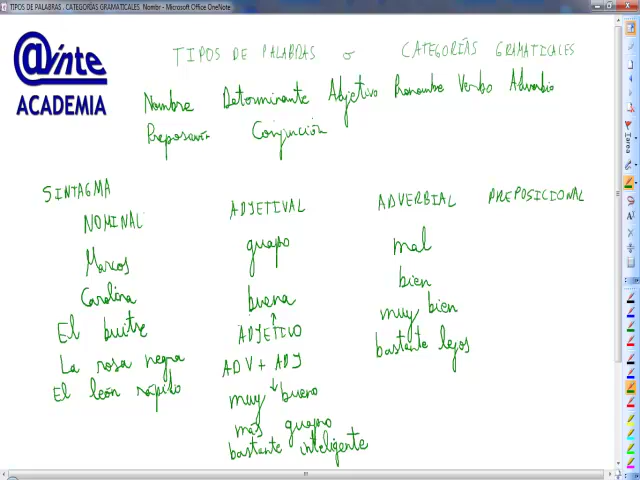 TIPOS DE PALABRAS . CATEGORÍAS GRAMATICALES. Nombr - Microsoft Office OneNote
@inte
ACADEMIA
TIPOS DE PALABRAS o CATEGORÍAS GRAMATICALES
Nombre Determinante Adjetivo Pronombre Verbo Adverbio
Preposición Conjunción
SINTAGMA
NOMINAL
Marcos
Carolina
El buitre
La rosa negra
El león rápido
ADJETIVAL
guapo
buena
ADJETIVO
ADV + ADJ
muy bueno
más guapo
bastante inteligente
ADVERBIAL
mal
bien
muy bien
bastante lejos
PREPOSICIONAL
Tarea